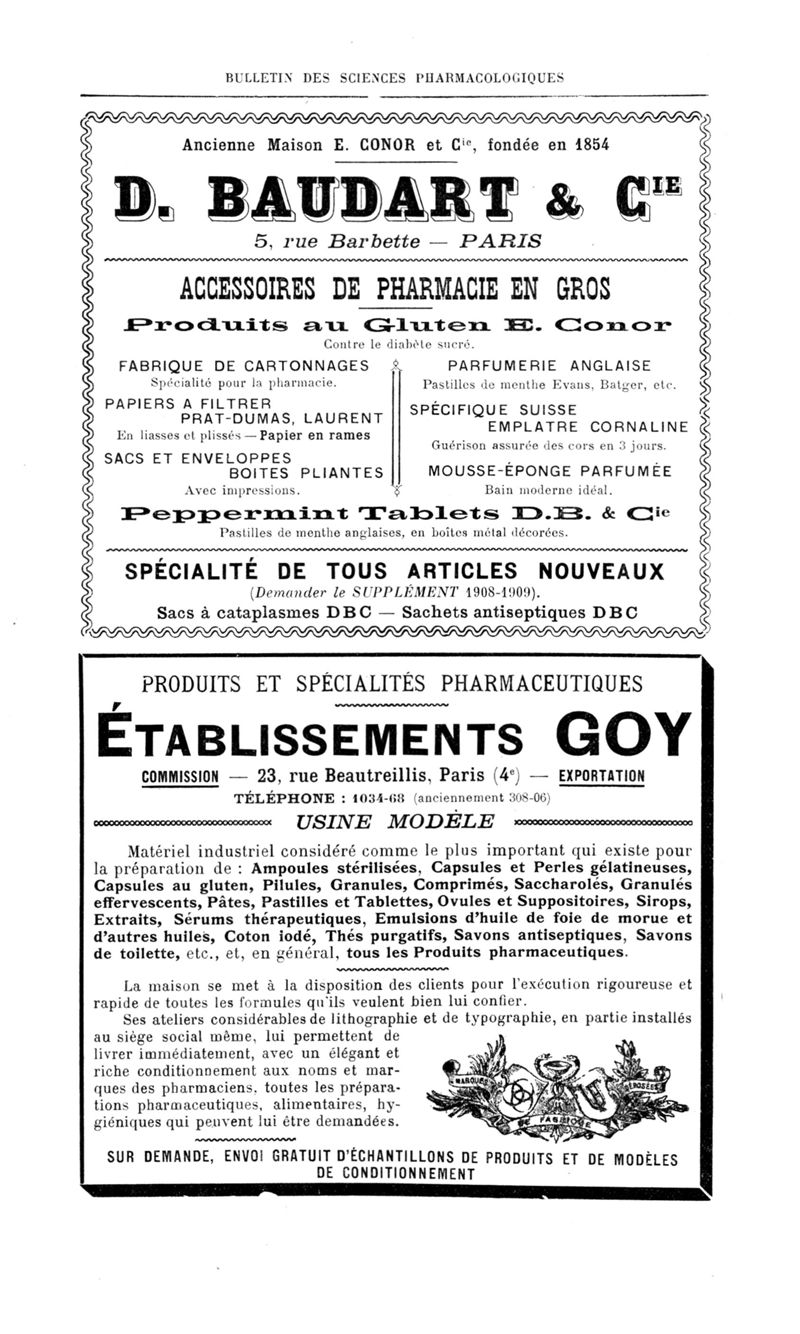 BULLETIN DES SCIENCES PHARMACOLOGIQUES
Ancienne Maison E. CONOR et Cie, fondée en 1854
D. BAUDART & CIE
5, rue Barbette — PARIS
ACCESSOIRES DE PHARMACIE EN GROS
Produits au Gluten E. Conor
Contre le diabète sucré.
FABRIQUE DE CARTONNAGES
Spécialité pour la pharmacie.
PAPIERS A FILTRER
PRAT-DUMAS, LAURENT
En liasses et plissés — Papier en rames
SACS ET ENVELOPPES
BOITES PLIANTES
Avec impressions.
PARFUMERIE ANGLAISE
Pastilles de menthe Evans, Batger, etc.
SPÉCIFIQUE SUISSE
EMPLATRE CORNALINE
Guérison assurée des cors en 3 jours.
MOUSSE-ÉPONGE PARFUMÉE
Bain moderne idéal.
Peppermint Tablets D.B. & Cie
Pastilles de menthe anglaises, en boîtes métal décorées.
SPÉCIALITÉ DE TOUS ARTICLES NOUVEAUX
(Demander le SUPPLÉMENT 1908-1909).
Sacs à cataplasmes DBC — Sachets antiseptiques DBC
PRODUITS ET SPÉCIALITÉS PHARMACEUTIQUES
ÉTABLISSEMENTS GOY
COMMISSION — 23, rue Beautreillis, Paris (4e) — EXPORTATION
TÉLÉPHONE : 1034-68 (anciennement 308-06)
USINE MODÈLE
Matériel industriel considéré comme le plus important qui existe pour
la préparation de : Ampoules stérilisées, Capsules et Perles gélatineuses,
Capsules au gluten, Pilules, Granules, Comprimés, Saccharolés, Granulés
effervescents, Pâtes, Pastilles et Tablettes, Ovules et Suppositoires, Sirops,
Extraits, Sérums thérapeutiques, Emulsions d'huile de foie de morue et
d'autres huiles, Coton iodé, Thés purgatifs, Savons antiseptiques, Savons
de toilette, etc., et, en général, tous les Produits pharmaceutiques.
La maison se met à la disposition des clients pour l'exécution rigoureuse et
rapide de toutes les formules qu'ils veulent bien lui confier.
Ses ateliers considérables de lithographie et de typographie, en partie installés
au siège social même, lui permettent de
livrer immédiatement, avec un élégant et
riche conditionnement aux noms et mar-
ques des pharmaciens, toutes les prépara-
tions pharmaceutiques, alimentaires, hy-
giéniques qui peuvent lui être demandées.
MARQUES DÉPOSÉES
DE FABRIQUE
SUR DEMANDE, ENVOI GRATUIT D'ÉCHANTILLONS DE PRODUITS ET DE MODÈLES
DE CONDITIONNEMENT